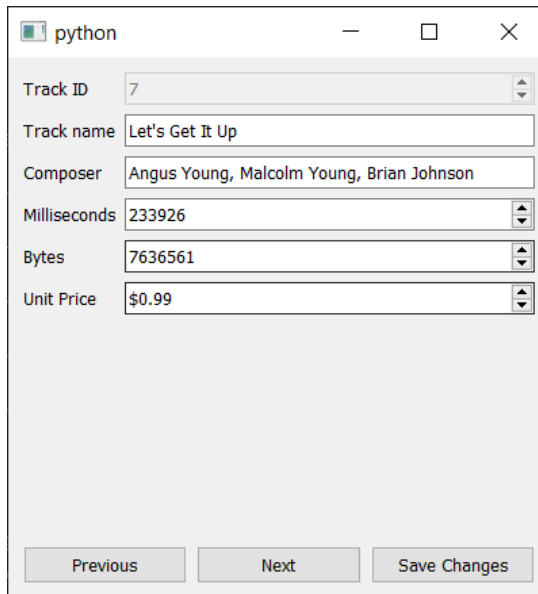 python
Track ID 7
Track name Let's Get It Up
Composer Angus Young, Malcolm Young, Brian Johnson
Milliseconds 233926
Bytes 7636561
Unit Price $0.99
Previous Next Save Changes